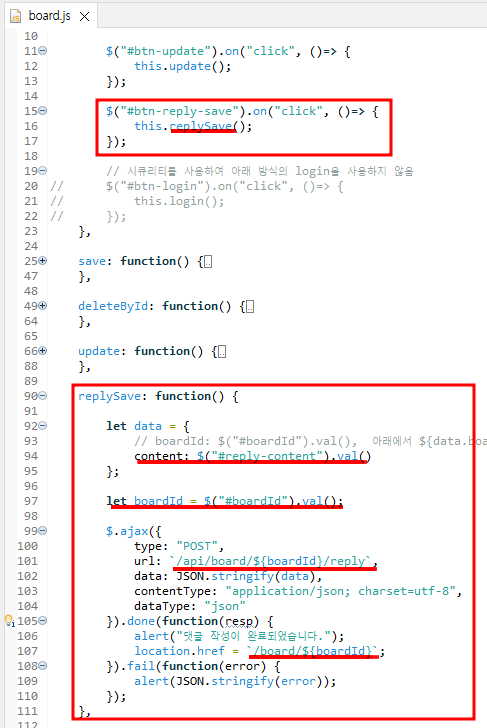 board.js
10
11 $("#btn-update").on("click", ()=> {
12 this.update();
13 });
14
15 $("#btn-reply-save").on("click", ()=> {
16 this.replySave();
17 });
18
19 // 시큐리티를 사용하여 아래 방식의 login을 사용하지 않음
20 // $("#btn-login").on("click", ()=> {
21 // this.login();
22 // });
23 },
24
25 save: function() {
47 },
48
49 deleteById: function() {
64 },
65
66 update: function() {
88 },
89
90 replySave: function() {
91
92 let data = {
93 // boardId: $("#boardId").val(), 아래에서 ${data.boa
94 content: $("#reply-content").val()
95 };
96
97 let boardId = $("#boardId").val();
98
99 $.ajax({
100 type: "POST",
101 url: `/api/board/${boardId}/reply`,
102 data: JSON.stringify(data),
103 contentType: "application/json; charset=utf-8",
104 dataType: "json"
105 }).done(function(resp) {
106 alert("댓글 작성이 완료되었습니다.");
107 location.href = `/board/${boardId}`;
108 }).fail(function(error) {
109 alert(JSON.stringify(error));
110 });
111 },
112